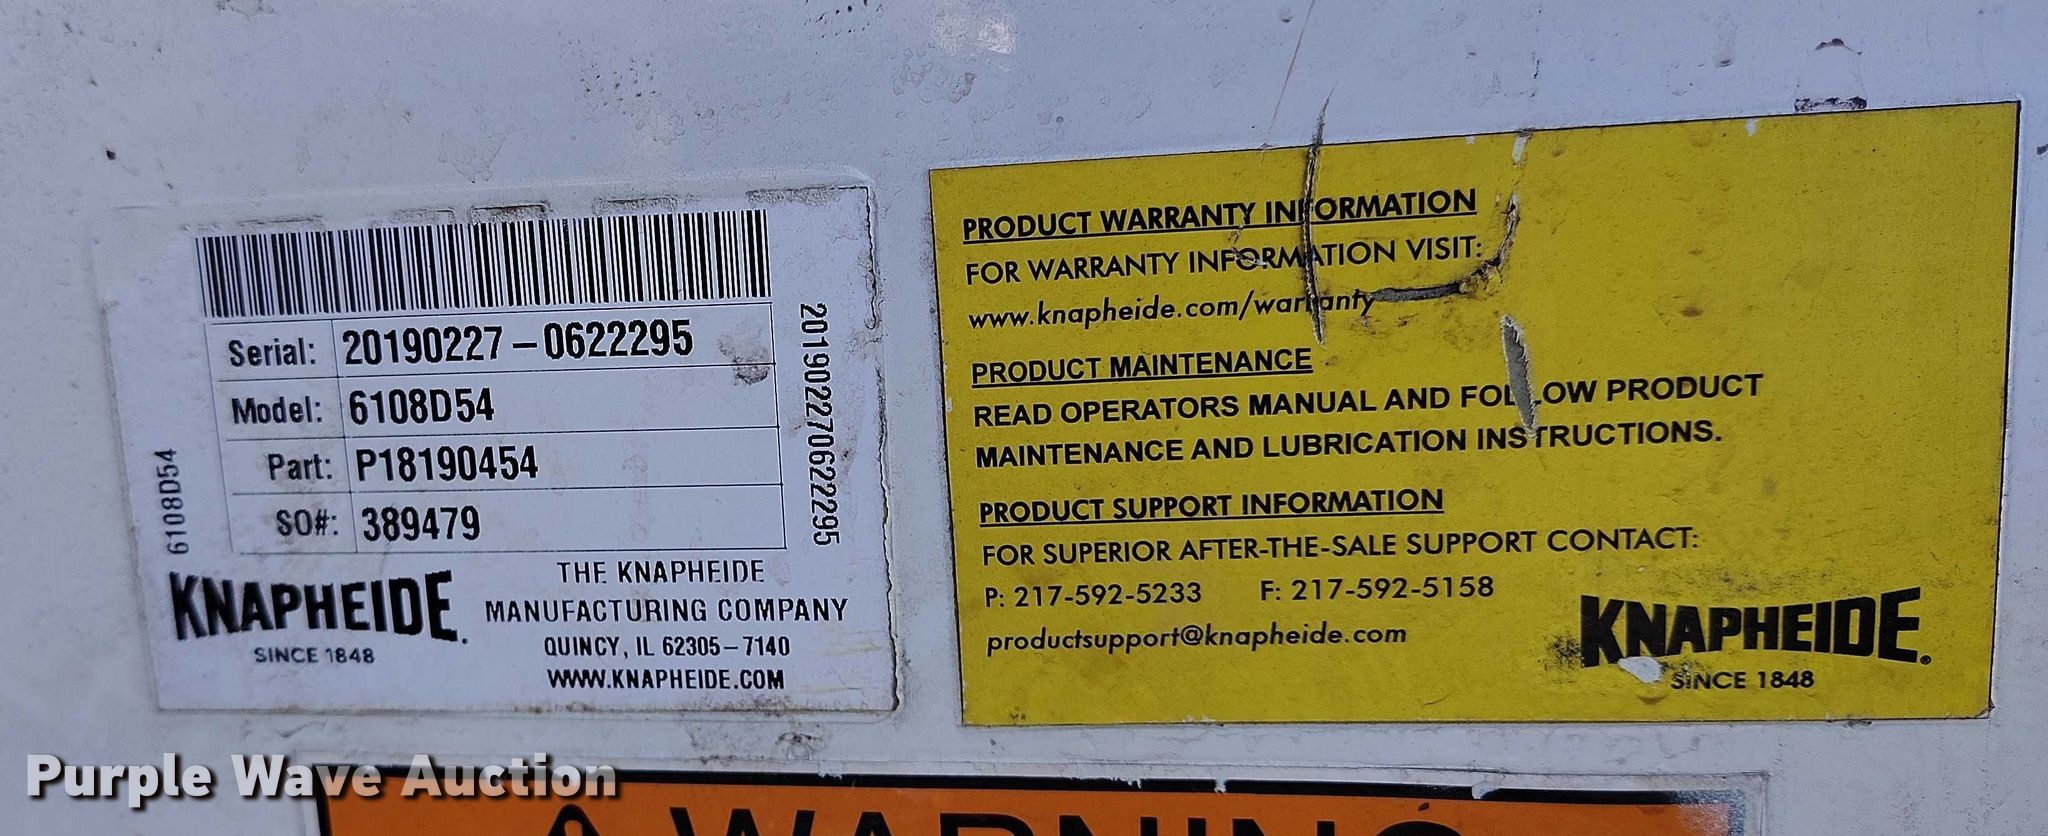 Serial: 20190227-0622295
Model: 6108D54
Part: P18190454
SO#: 389479
201902270622295
6108D54
KNAPHEIDE®
SINCE 1848
THE KNAPHEIDE
MANUFACTURING COMPANY
QUINCY, IL 62305-7140
WWW.KNAPHEIDE.COM
PRODUCT WARRANTY INFORMATION
FOR WARRANTY INFORMATION VISIT:
www.knapheide.com/warranty
PRODUCT MAINTENANCE
READ OPERATORS MANUAL AND FOLLOW PRODUCT
MAINTENANCE AND LUBRICATION INSTRUCTIONS.
PRODUCT SUPPORT INFORMATION
FOR SUPERIOR AFTER-THE-SALE SUPPORT CONTACT:
P: 217-592-5233 F: 217-592-5158
productsupport@knapheide.com
KNAPHEIDE®
SINCE 1848
WARNING
Purple Wave Auction